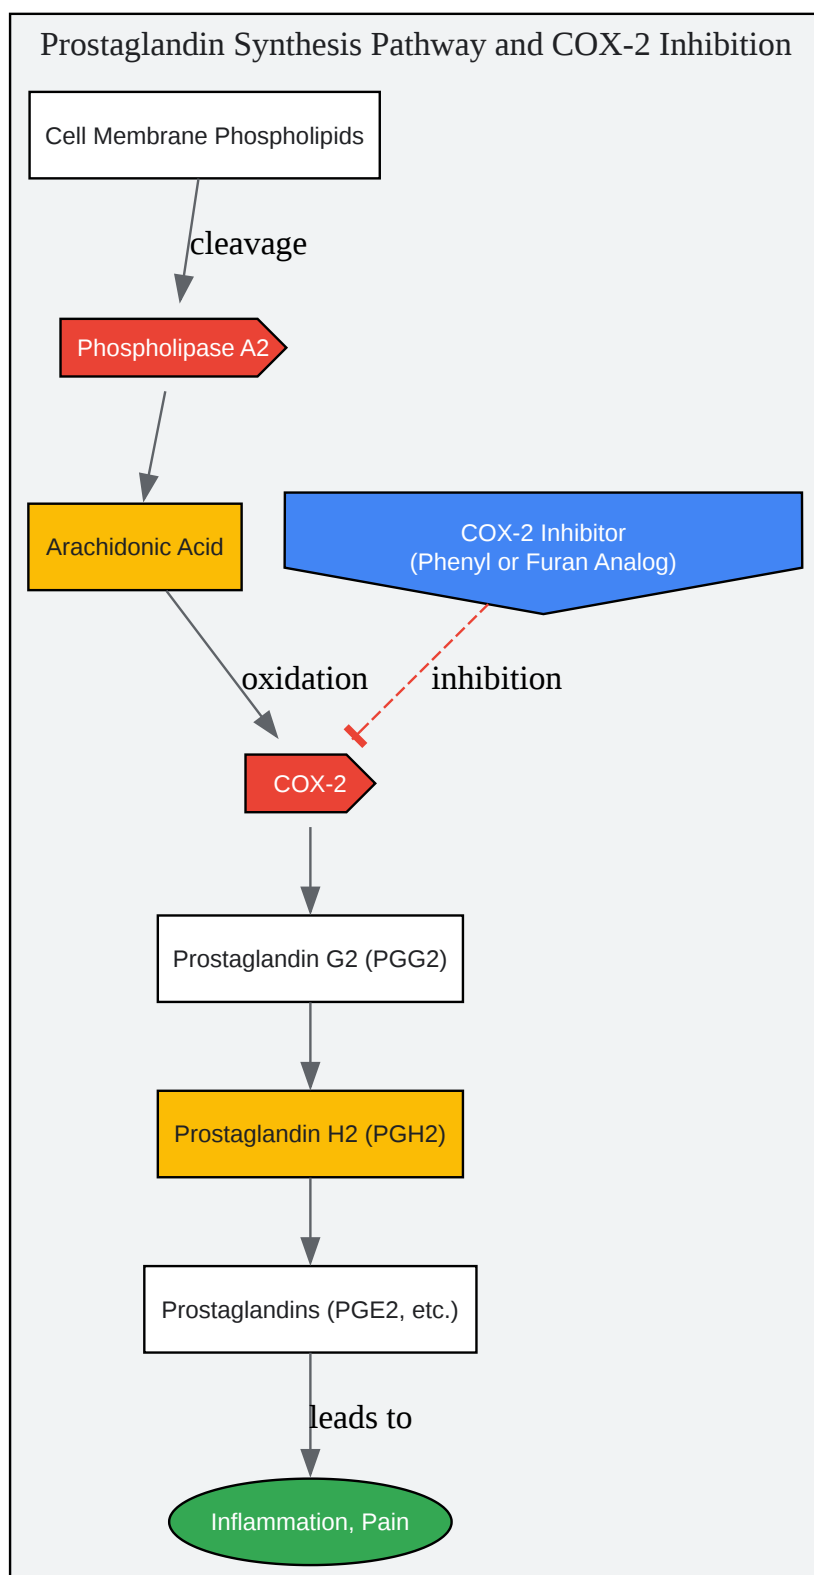 Prostaglandin Synthesis Pathway and COX-2 Inhibition
Cell Membrane Phospholipids
cleavage
Phospholipase A2
Arachidonic Acid
COX-2 Inhibitor
(Phenyl or Furan Analog)
oxidation
inhibition
COX-2
Prostaglandin G2 (PGG2)
Prostaglandin H2 (PGH2)
Prostaglandins (PGE2, etc.)
leads to
Inflammation, Pain